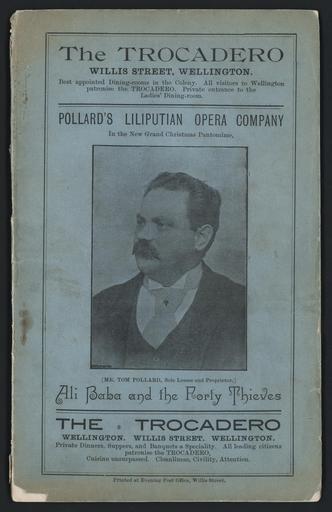 The TROCADERO
WILLIS STREET, WELLINGTON.
Best appointed Dining-rooms in the Colony. All visitors to Wellington
patronise the TROCADERO. Private entrance to the
Ladies' Dining-room.
POLLARD'S LILIPUTIAN OPERA COMPANY
In the New Grand Christmas Pantomime,
[MR. TOM POLLARD, Sole Lessee and Proprietor.]
Ali Baba and the Forty Thieves
THE TROCADERO
WELLINGTON. WILLIS STREET. WELLINGTON.
Private Dinners, Suppers, and Banquets a Speciality. All leading citizens
patronise the TROCADERO.
Cuisine unsurpassed. Cleanliness, Civility, Attention.
Printed at Evening Post Office, Willis Street.